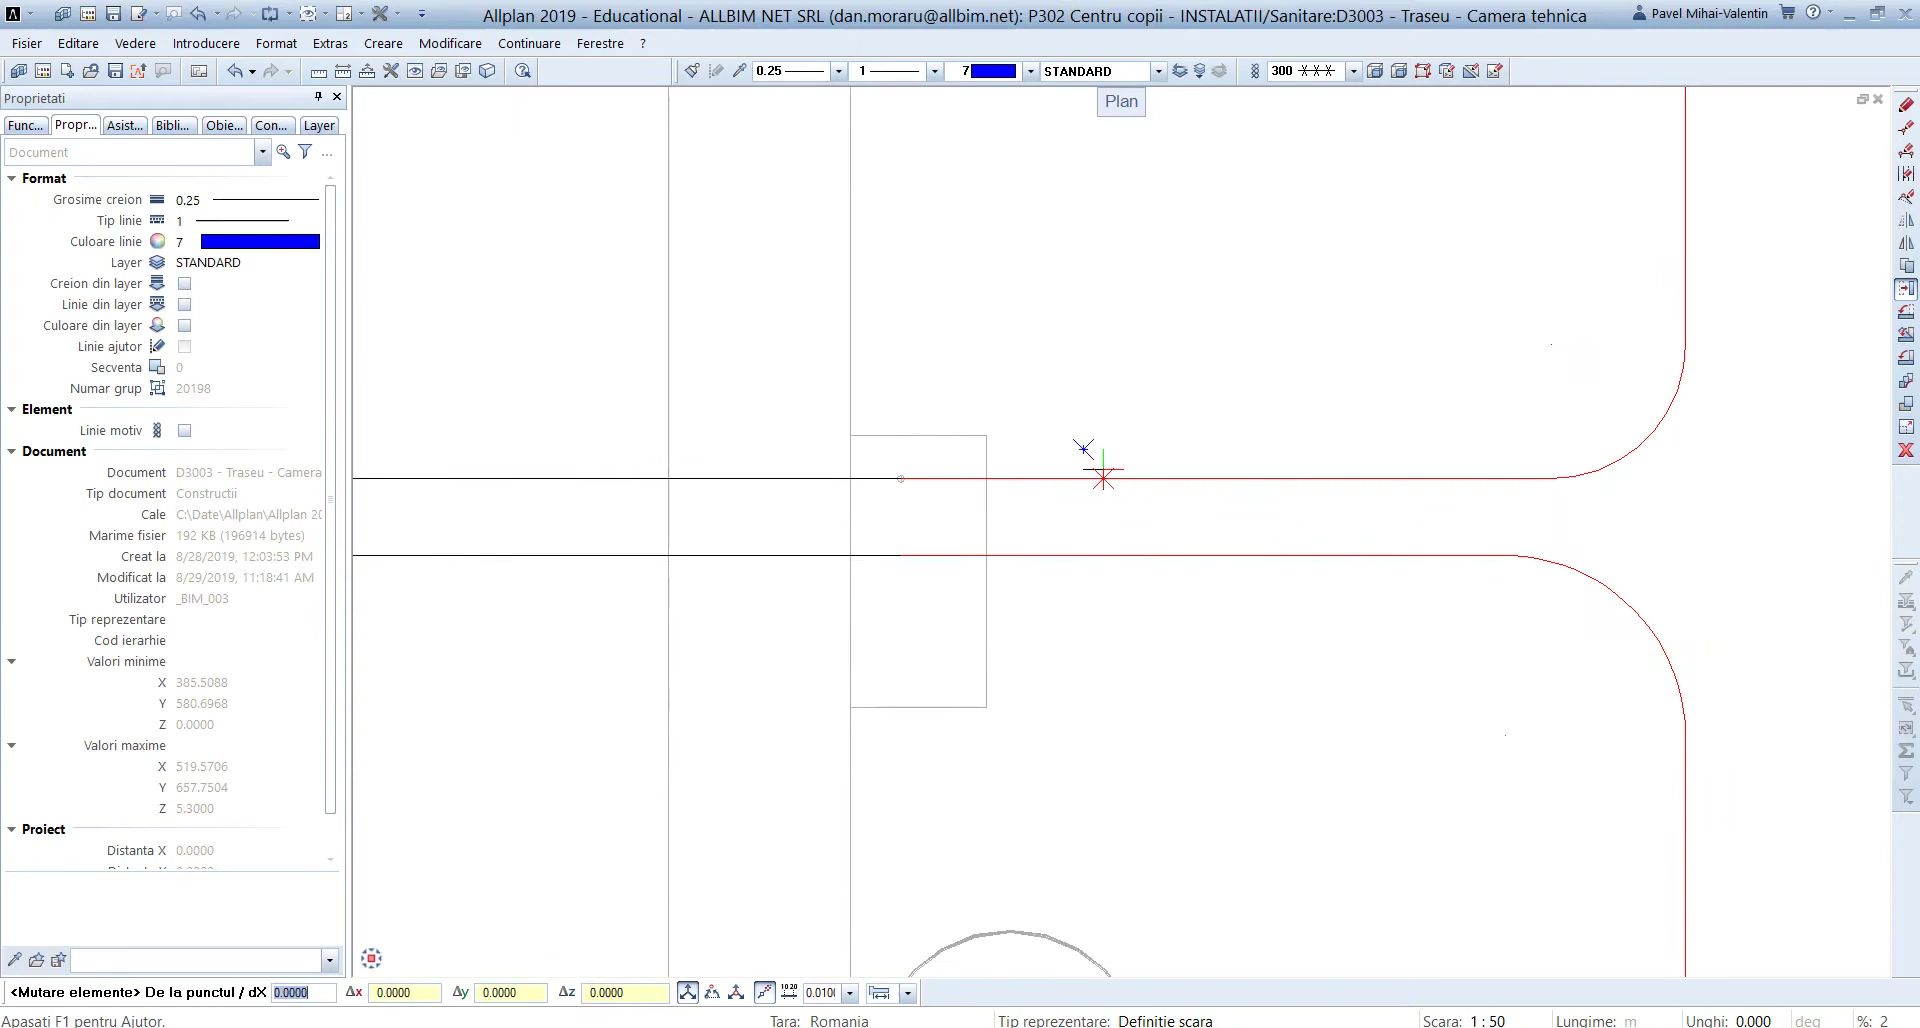 Allplan 2019 - Educational - ALLBIM NET SRL (dan.moraru@allbim.net): P302 Centru copii - INSTALATII/Sanitare:D3003 - Traseu - Camera tehnica
Pavel Mihai-Valentin
Fisier Editare Vedere Introducere Format Extras Creare Modificare Continuare Ferestre ?
0.25 1 7 STANDARD 300
Proprietati
Plan
Func... Propr... Asist... Bibli... Obie... Con... Layer
Document
Format
Grosime creion 0.25
Tip linie 1
Culoare linie 7
Layer STANDARD
Creion din layer
Linie din layer
Culoare din layer
Linie ajutor
Secventa 0
Numar grup 20198
Element
Linie motiv
Document
Document D3003 - Traseu - Camera
Tip document Constructii
Cale C:\Date\Allplan\Allplan 20
Marime fisier 192 KB (196914 bytes)
Creat la 8/28/2019, 12:03:53 PM
Modificat la 8/29/2019, 11:18:41 AM
Utilizator _BIM_003
Tip reprezentare
Cod ierarhie
Valori minime
X 385.5088
Y 580.6968
Z 0.0000
Valori maxime
X 519.5706
Y 657.7504
Z 5.3000
Proiect
Distanta X 0.0000
<Mutare elemente> De la punctul / dX 0.0000 Δx 0.0000 Δy 0.0000 Δz 0.0000
Apasati F1 pentru Ajutor. Tara: Romania Tip reprezentare: Definitie scara Scara: 1 : 50 Lungime: m Unghi: 0.000 deg %: 2